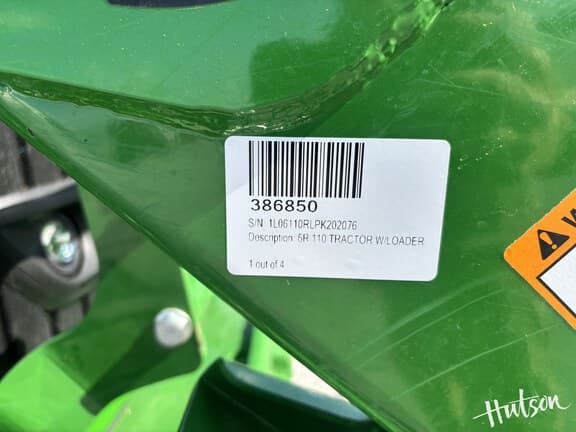 386850
S/N 1L06110RLPK202076
Description: 6R 110 TRACTOR W/LOADER
1 out of 4
Hutson